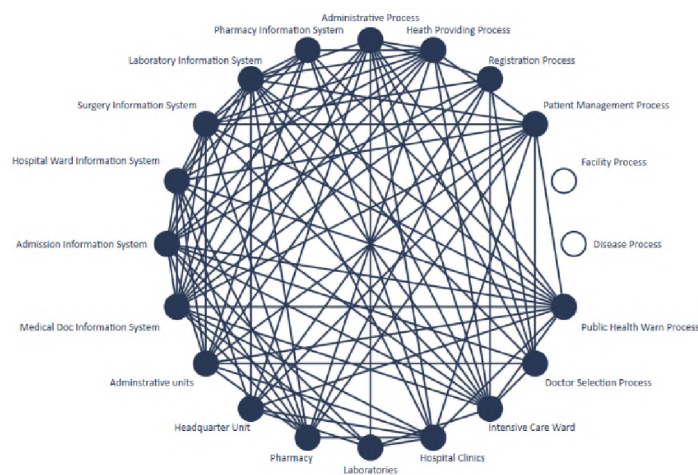 Administrative Process
Pharmacy Information System
Heath Providing Process
Laboratory Information System
Registration Process
Surgery Information System
Patient Management Process
Hospital Ward Information System
Facility Process
Admission Information System
Disease Process
Medical Doc Information System
Public Health Warn Process
Adminstrative units
Doctor Selection Process
Headquarter Unit
Intensive Care Ward
Pharmacy
Hospital Clinics
Laboratories